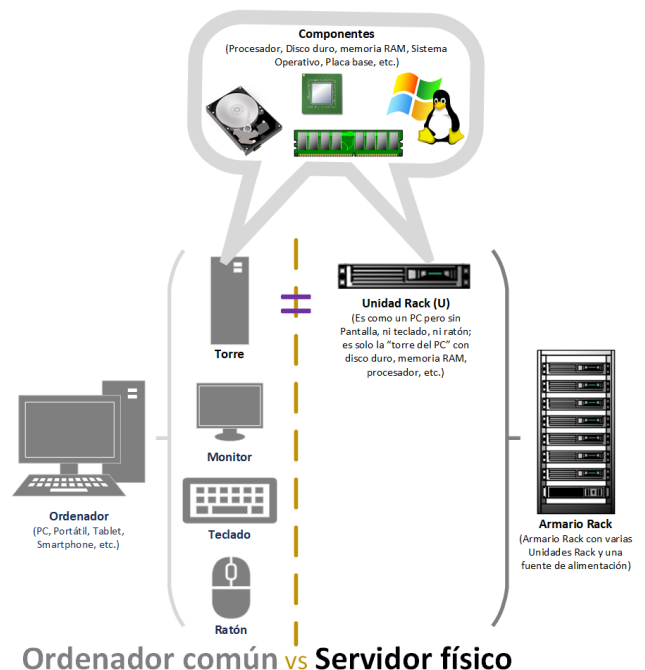 Componentes
(Procesador, Disco duro, memoria RAM, Sistema
Operativo, Placa base, etc.)
Torre
Unidad Rack (U)
(Es como un PC pero sin
Pantalla, ni teclado, ni ratón;
es solo la “torre del PC” con
disco duro, memoria RAM,
procesador, etc.)
Monitor
Ordenador
(PC, Portátil, Tablet,
Smartphone, etc.)
Teclado
Armario Rack
(Armario Rack con varias
Unidades Rack y una
fuente de alimentación)
Ratón
Ordenador común vs Servidor físico